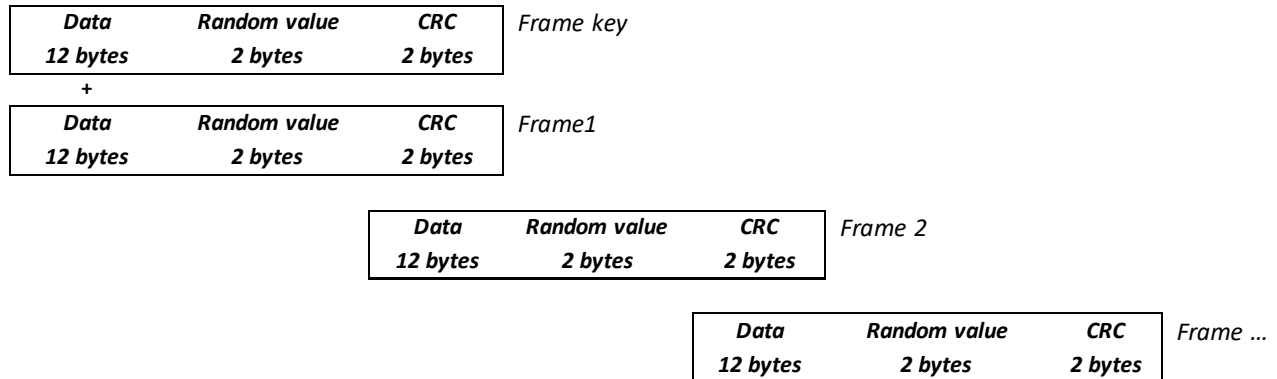 Data Random value CRC Frame key
12 bytes 2 bytes 2 bytes
+
Data Random value CRC Frame1
12 bytes 2 bytes 2 bytes
Data Random value CRC Frame 2
12 bytes 2 bytes 2 bytes
Data Random value CRC Frame ...
12 bytes 2 bytes 2 bytes